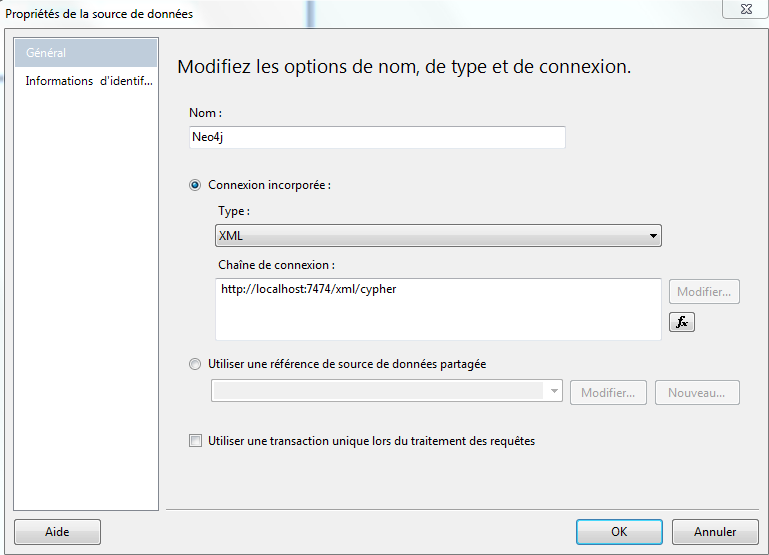 Propriétés de la source de données
Général
Informations d'identif...
Modifiez les options de nom, de type et de connexion.
Nom :
Neo4j
Connexion incorporée :
Type :
XML
Chaîne de connexion :
http://localhost:7474/xml/cypher
Modifier...
fx
Utiliser une référence de source de données partagée
Modifier...
Nouveau...
Utiliser une transaction unique lors du traitement des requêtes
Aide
OK
Annuler